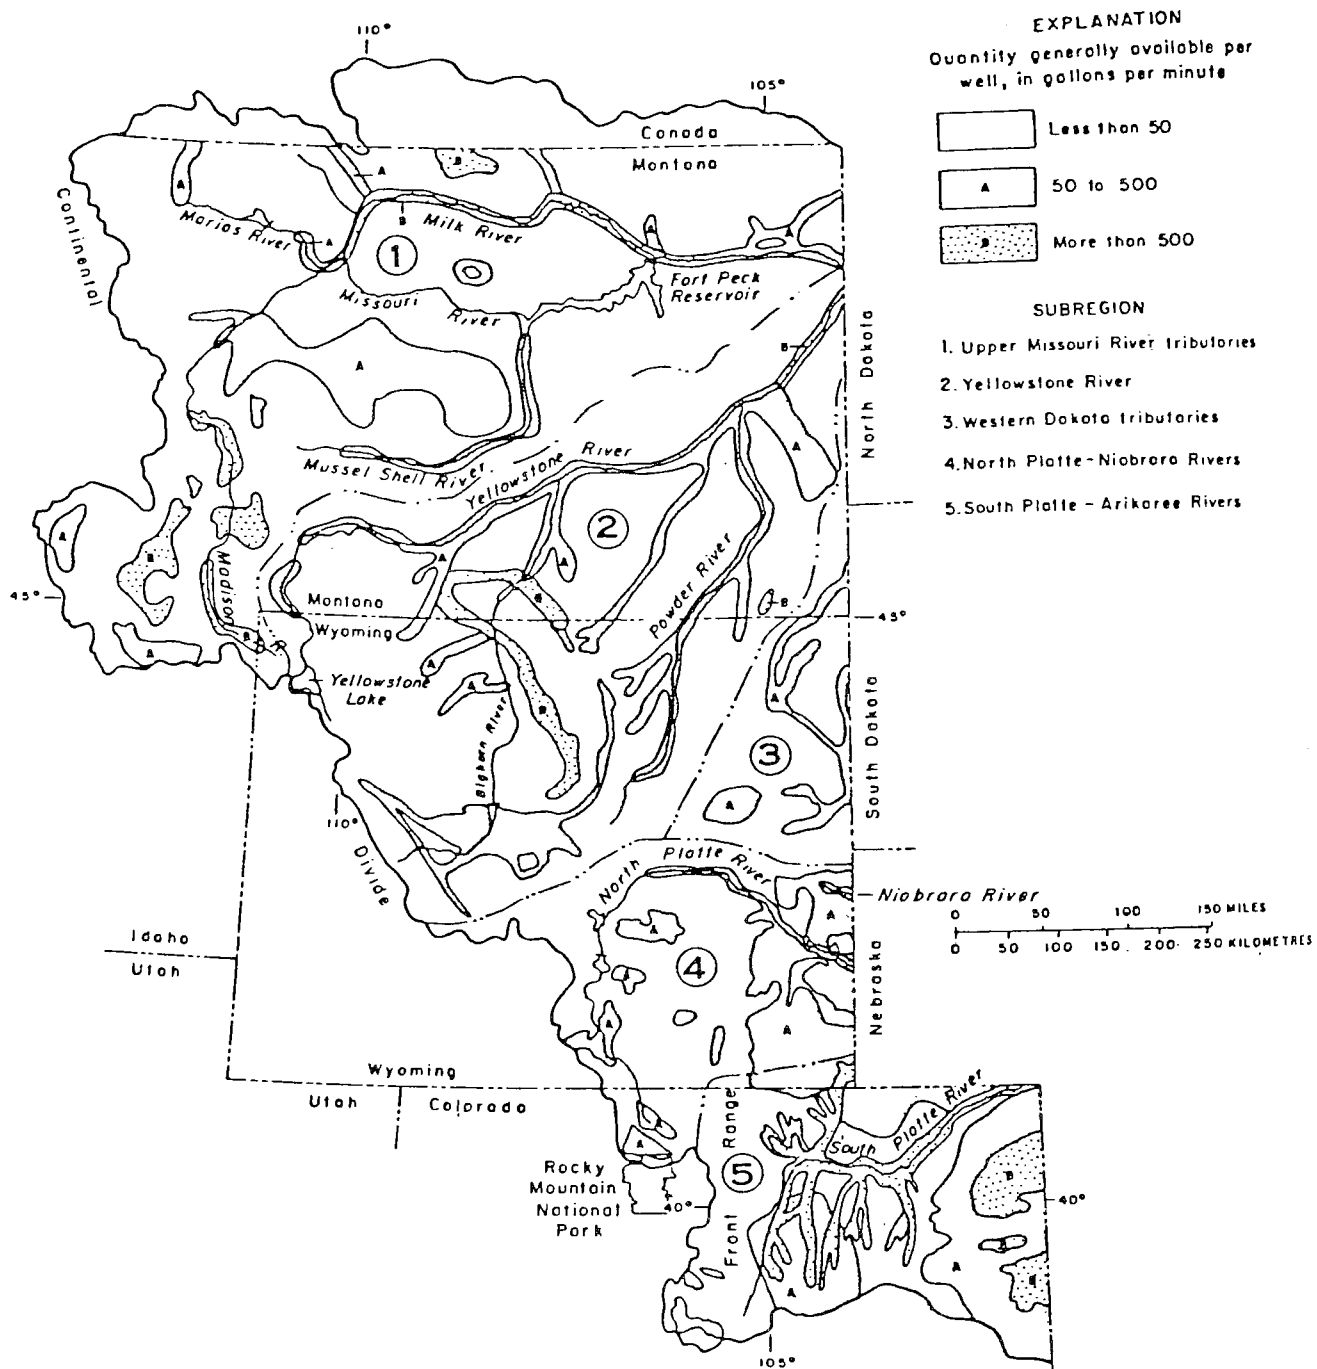 EXPLANATION
Quantity generally available per
well, in gallons per minute
Less than 50
A 50 to 500
B More than 500
SUBREGION
1. Upper Missouri River tributaries
2. Yellowstone River
3. Western Dakota tributaries
4. North Platte-Niobrara Rivers
5. South Platte - Arikaree Rivers
110°
105°
Canada
Montana
Continental
A
A
B
Marias River
A
B
Milk River
1
A
A
Missouri
River
Fort Peck
Reservoir
North Dakota
B
A
Mussel Shell River
Yellowstone River
A
A
B
Madison
R
2
A
A
B
Powder River
45°
Montana
Wyoming
B
45°
A
B
A
A
Yellowstone
Lake
Bighorn River
B
A
3
A
South Dakota
110°
Divide
North Platte River
Niobrara River
A
0 50 100 150 MILES
0 50 100 150 200 250 KILOMETRES
Idaho
Utah
A
4
A
A
A
Nebraska
Wyoming
Utah
Colorado
A
A
Front Range
South Platte River
5
Rocky
Mountain
National
Park
40°
B
40°
A
A
B
105°